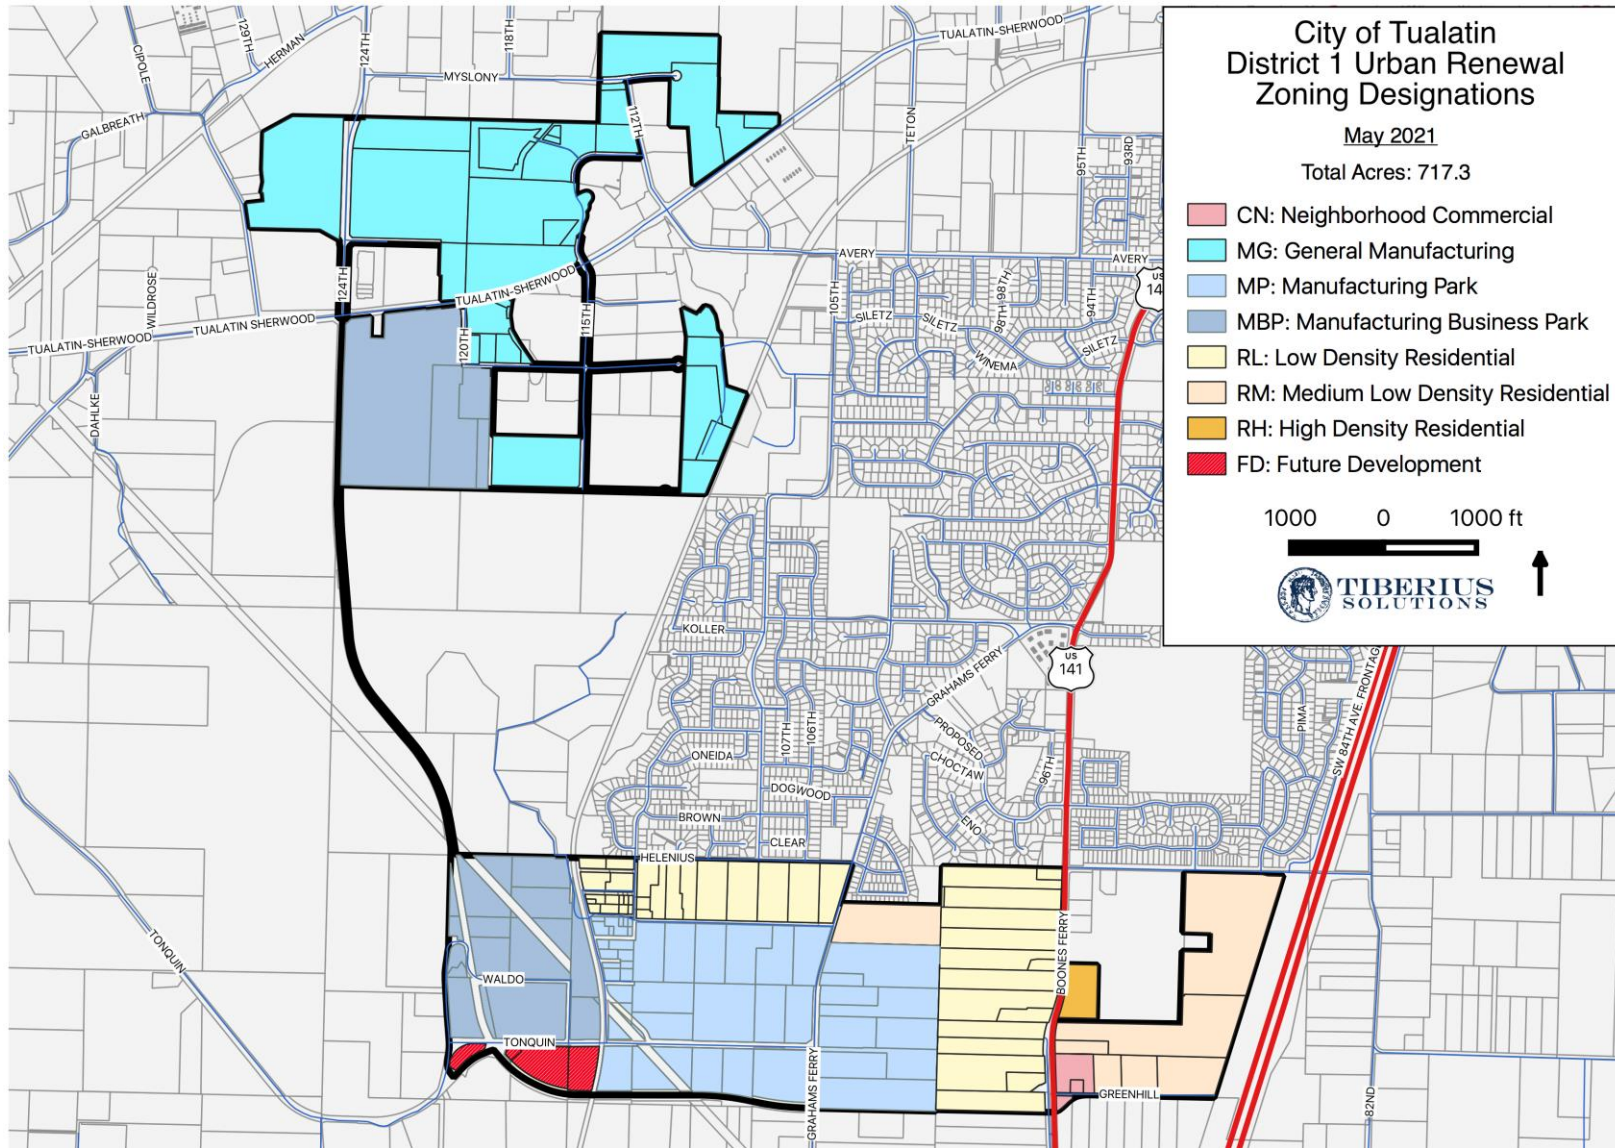 City of Tualatin
District 1 Urban Renewal
Zoning Designations
May 2021
Total Acres: 717.3
CN: Neighborhood Commercial
MG: General Manufacturing
MP: Manufacturing Park
MBP: Manufacturing Business Park
RL: Low Density Residential
RM: Medium Low Density Residential
RH: High Density Residential
FD: Future Development
1000 0 1000 ft
TIBERIUS
SOLUTIONS
CIPOLE
129TH
HERMAN
124TH
118TH
TUALATIN-SHERWOOD
MYSLONY
GALBREATH
112TH
TETON
95TH
93RD
AVERY
AVERY
US
14
124TH
WILDROSE
TUALATIN-SHERWOOD
TUALATIN SHERWOOD
TUALATIN-SHERWOOD
120TH
115TH
105TH
SILETZ
SILETZ
98TH
98TH
94TH
SILETZ
WINEMA
DAHLKE
KOLLER
GRAHAMS FERRY
US
141
107TH
106TH
PROPOSED
CHOCTAW
96TH
ONEIDA
DOGWOOD
BROWN
ENO
CLEAR
HELENIUS
PIMA
SW 84TH AVE. FRONTAG
TONQUIN
WALDO
TONQUIN
BOONES FERRY
GRAHAMS FERRY
GREENHILL
82ND